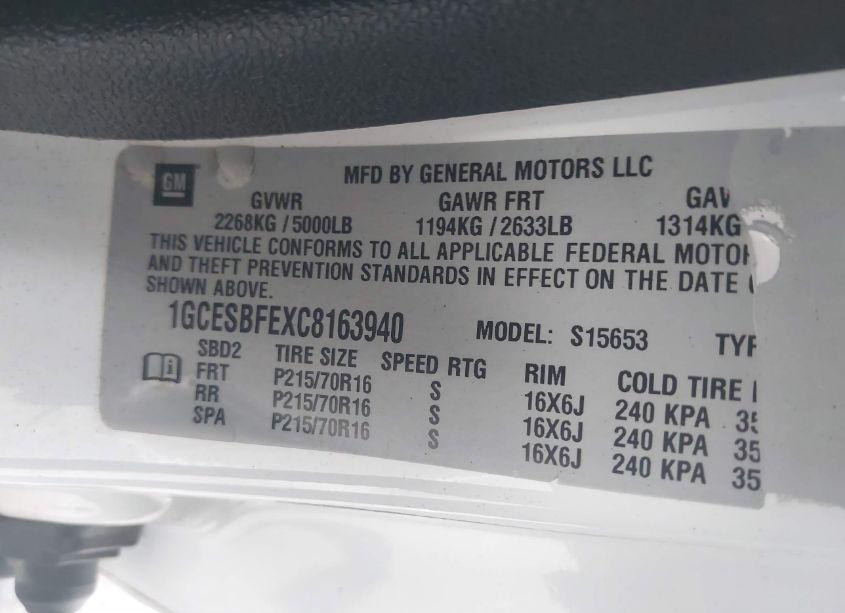 GM
MFD BY GENERAL MOTORS LLC
GVWR GAWR FRT
2268KG / 5000LB 1194KG / 2633LB 1314KG
THIS VEHICLE CONFORMS TO ALL APPLICABLE FEDERAL
AND THEFT PREVENTION STANDARDS IN EFFECT ON THE DATE
SHOWN ABOVE.
1GCESBFEXC8163940 MODEL: S15653
SBD2 TIRE SIZE SPEED RTG RIM COLD TIRE
FRT P215/70R16 S 16X6J 240 KPA 35
RR P215/70R16 S 16X6J 240 KPA 35
SPA P215/70R16 S 16X6J 240 KPA 35